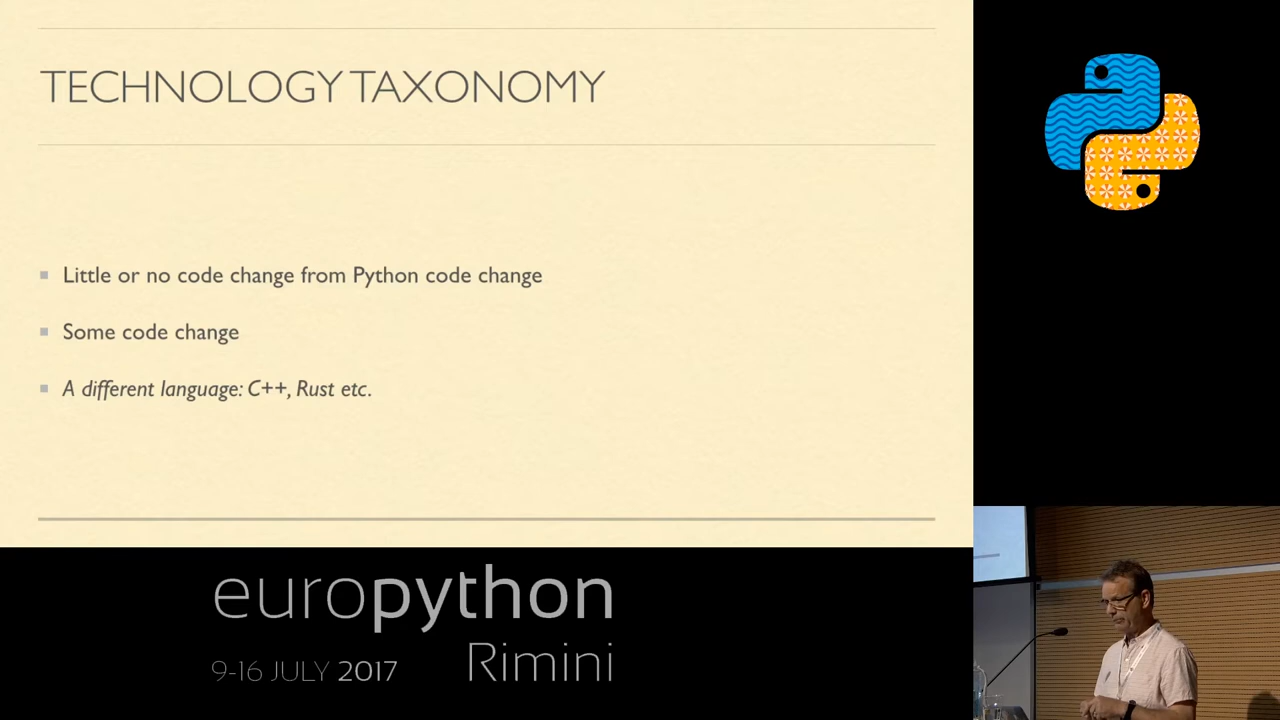 TECHNOLOGY TAXONOMY
Little or no code change from Python code change
Some code change
A different language: C++, Rust etc.
europython
9-16 JULY 2017
Rimini